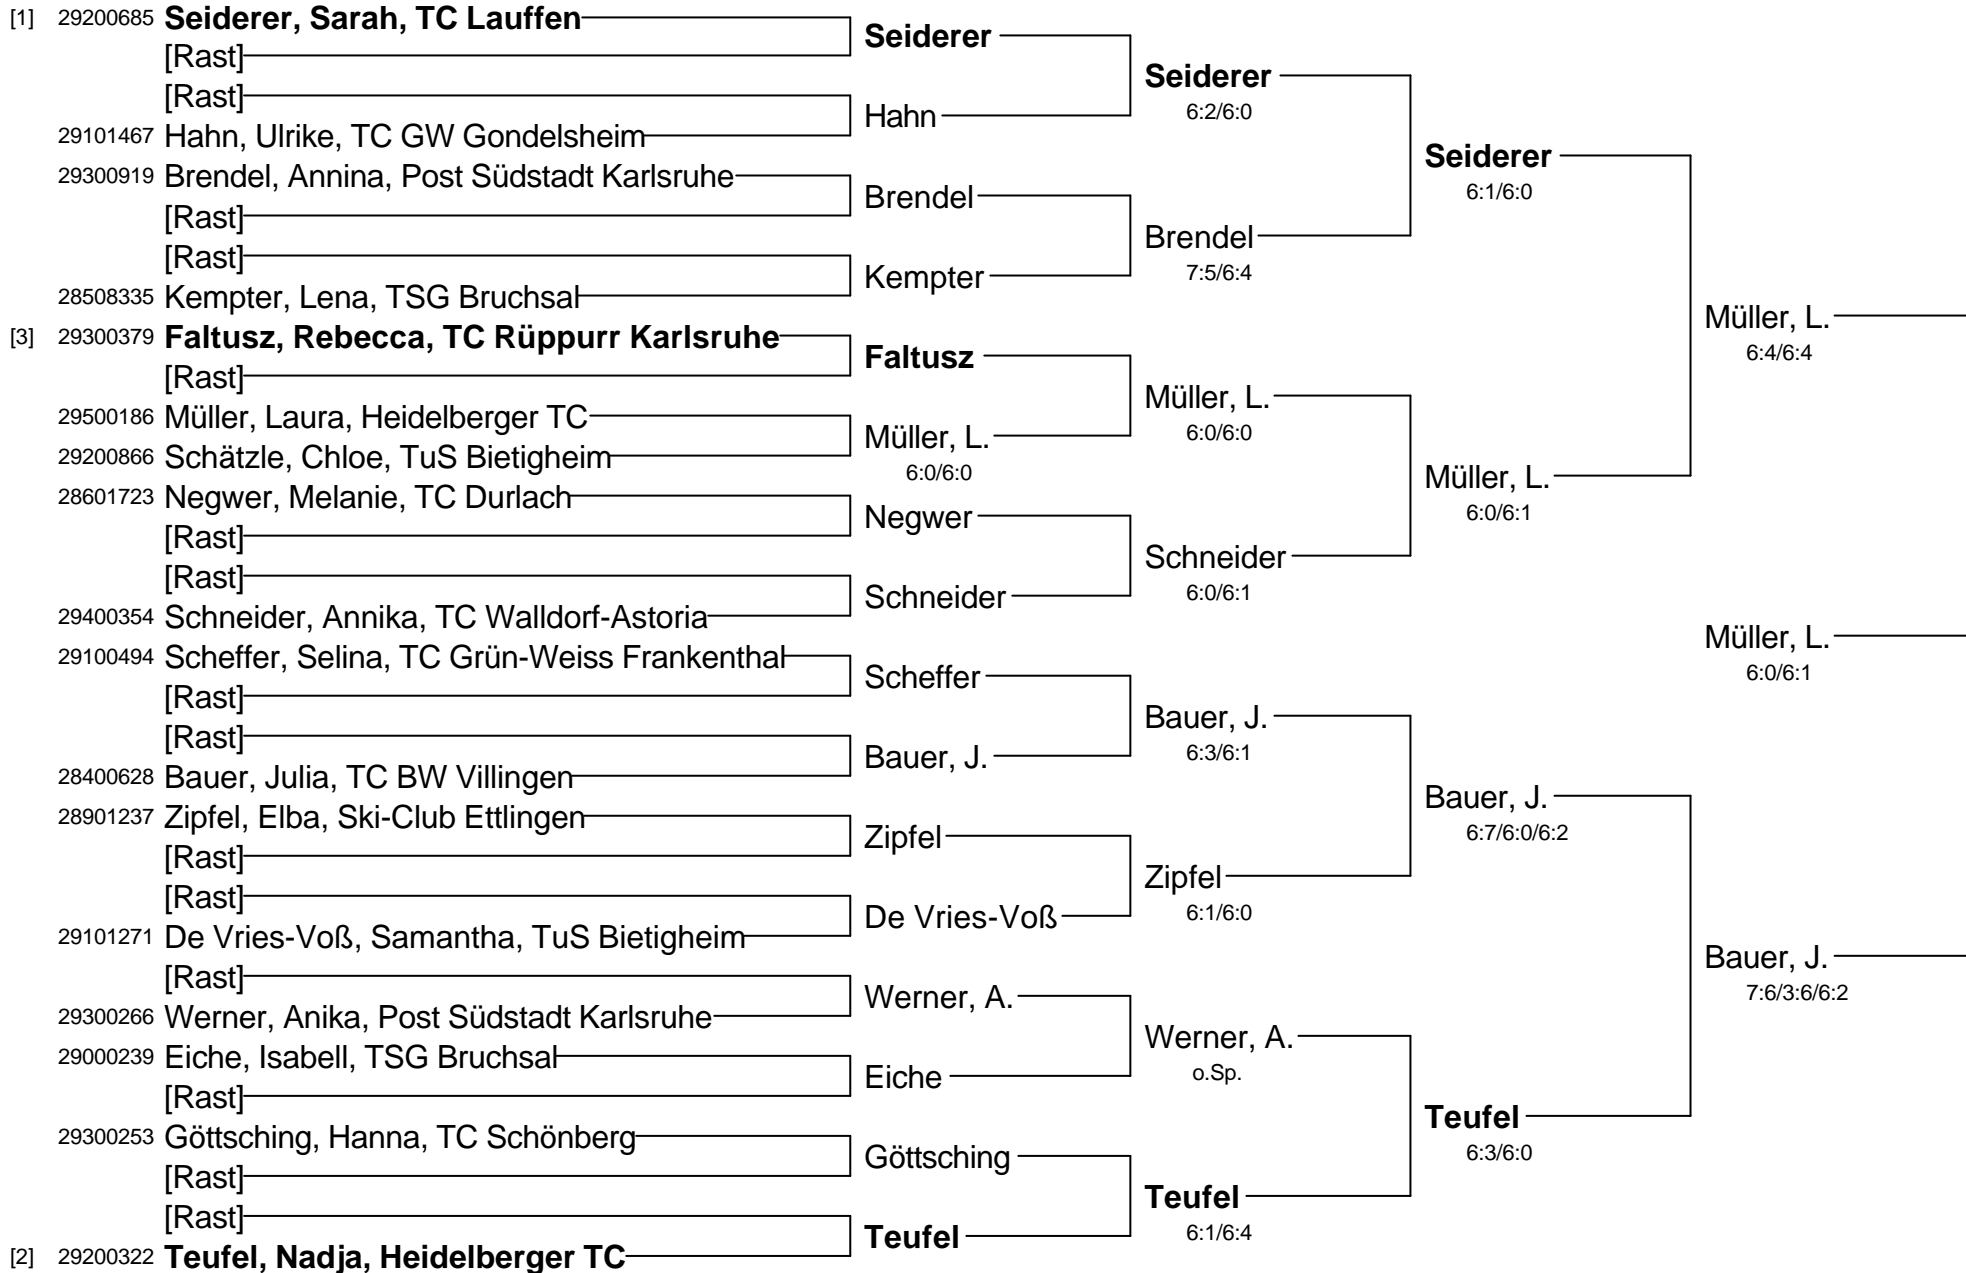 [1] 29200685 Seiderer, Sarah, TC Lauffen
[Rast]
[Rast]
29101467 Hahn, Ulrike, TC GW Gondelsheim
29300919 Brendel, Annina, Post Südstadt Karlsruhe
[Rast]
[Rast]
28508335 Kempter, Lena, TSG Bruchsal
[3] 29300379 Faltusz, Rebecca, TC Rüppurr Karlsruhe
[Rast]
29500186 Müller, Laura, Heidelberger TC
29200866 Schätzle, Chloe, TuS Bietigheim
28601723 Negwer, Melanie, TC Durlach
[Rast]
[Rast]
29400354 Schneider, Annika, TC Walldorf-Astoria
29100494 Scheffer, Selina, TC Grün-Weiss Frankenthal
[Rast]
[Rast]
28400628 Bauer, Julia, TC BW Villingen
28901237 Zipfel, Elba, Ski-Club Ettlingen
[Rast]
[Rast]
29101271 De Vries-Voß, Samantha, TuS Bietigheim
[Rast]
29300266 Werner, Anika, Post Südstadt Karlsruhe
29000239 Eiche, Isabell, TSG Bruchsal
[Rast]
29300253 Göttsching, Hanna, TC Schönberg
[Rast]
[Rast]
[2] 29200322 Teufel, Nadja, Heidelberger TC
Seiderer
Hahn
Brendel
Kempter
Faltusz
Müller, L.
6:0/6:0
Negwer
Schneider
Scheffer
Bauer, J.
Zipfel
De Vries-Voß
Werner, A.
Eiche
Göttsching
Teufel
Seiderer
6:2/6:0
Brendel
7:5/6:4
Müller, L.
6:0/6:0
Schneider
6:0/6:1
Bauer, J.
6:3/6:1
Zipfel
6:1/6:0
Werner, A.
o.Sp.
Teufel
6:1/6:4
Seiderer
6:1/6:0
Müller, L.
6:0/6:1
Bauer, J.
6:7/6:0/6:2
Teufel
6:3/6:0
Müller, L.
6:4/6:4
Müller, L.
6:0/6:1
Bauer, J.
7:6/3:6/6:2